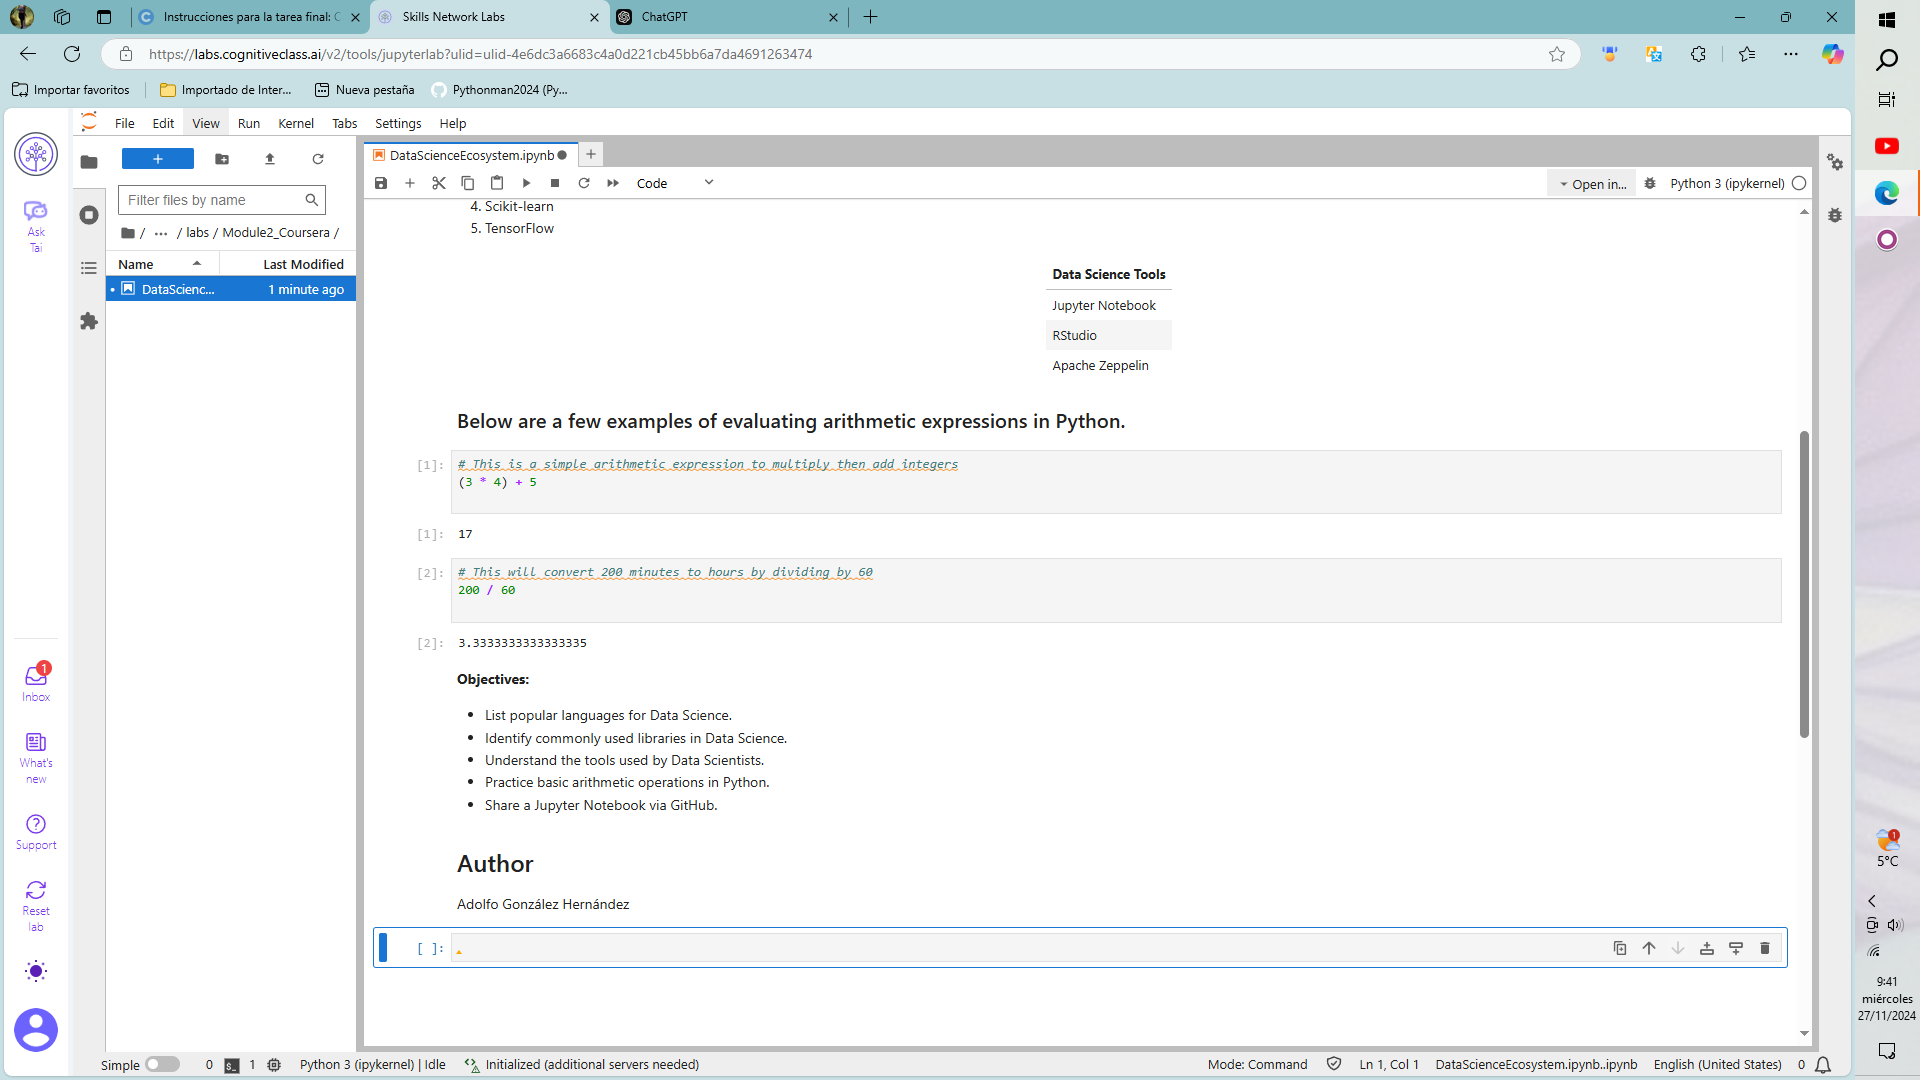 Instrucciones para la tarea final: C
Skills Network Labs
ChatGPT
https://labs.cognitiveclass.ai/v2/tools/jupyterlab?ulid=ulid-4e6dc3a6683c4a0d221cb45bb6a7da4691263474
Importar favoritos
Importado de Inter...
Nueva pestaña
Pythonman2024 (Py...
File Edit View Run Kernel Tabs Settings Help
Ask
Tai
Inbox
1
What's
new
Support
Reset
lab
+
Filter files by name
/ ... / labs / Module2_Coursera /
Name
Last Modified
DataScienc...
1 minute ago
DataScienceEcosystem.ipynb
Code
Open in...
Python 3 (ipykernel)
4. Scikit-learn
5. TensorFlow
Data Science Tools
Jupyter Notebook
RStudio
Apache Zeppelin
Below are a few examples of evaluating arithmetic expressions in Python.
[1]: # This is a simple arithmetic expression to multiply then add integers
(3 * 4) + 5
[1]: 17
[2]: # This will convert 200 minutes to hours by dividing by 60
200 / 60
[2]: 3.3333333333333335
Objectives:
• List popular languages for Data Science.
• Identify commonly used libraries in Data Science.
• Understand the tools used by Data Scientists.
• Practice basic arithmetic operations in Python.
• Share a Jupyter Notebook via GitHub.
Author
Adolfo González Hernández
[ ]:
Simple
0
1
Python 3 (ipykernel) | Idle
Initialized (additional servers needed)
Mode: Command
Ln 1, Col 1
DataScienceEcosystem.ipynb..ipynb
English (United States)
0
1
5°C
9:41
miércoles
27/11/2024